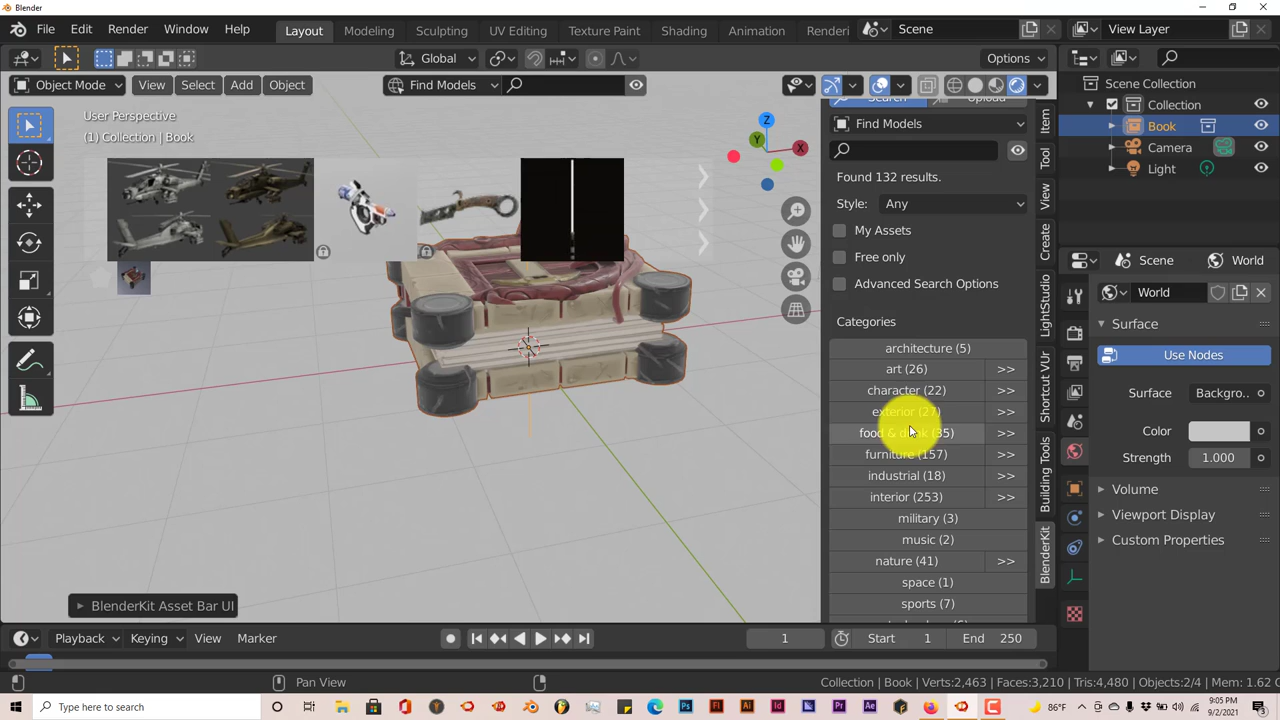 Blender
File Edit Render Window Help Layout Modeling Sculpting UV Editing Texture Paint Shading Animation Scene View Layer
Global Options
Object Mode View Select Add Object Find Models
Scene Collection
Collection
Book
Camera
Light
User Perspective
(1) Collection | Book
Z
Y
X
Search Upload
Find Models
Found 132 results.
Style: Any
My Assets
Free only
Advanced Search Options
Categories
architecture (5)
art (26) >>
character (22) >>
exterior (27) >>
food & (35) >>
furniture (157) >>
industrial (18) >>
interior (253) >>
military (3)
music (2)
nature (41) >>
space (1)
sports (7)
Item
Tool
View
Create
LightStudio
Shortcut VUr
Building Tools
BlenderKit
Scene World
World
Surface
Use Nodes
Surface Backgro..
Color
Strength 1.000
Volume
Viewport Display
Custom Properties
BlenderKit Asset Bar UI
Playback Keying View Marker 1 Start 1 End 250
Pan View Collection | Book | Verts:2,463 | Faces:3,210 | Tris:4,480 | Objects:2/4 | Mem: 1.62 G
Type here to search 86°F 9:05 PM
9/2/2021